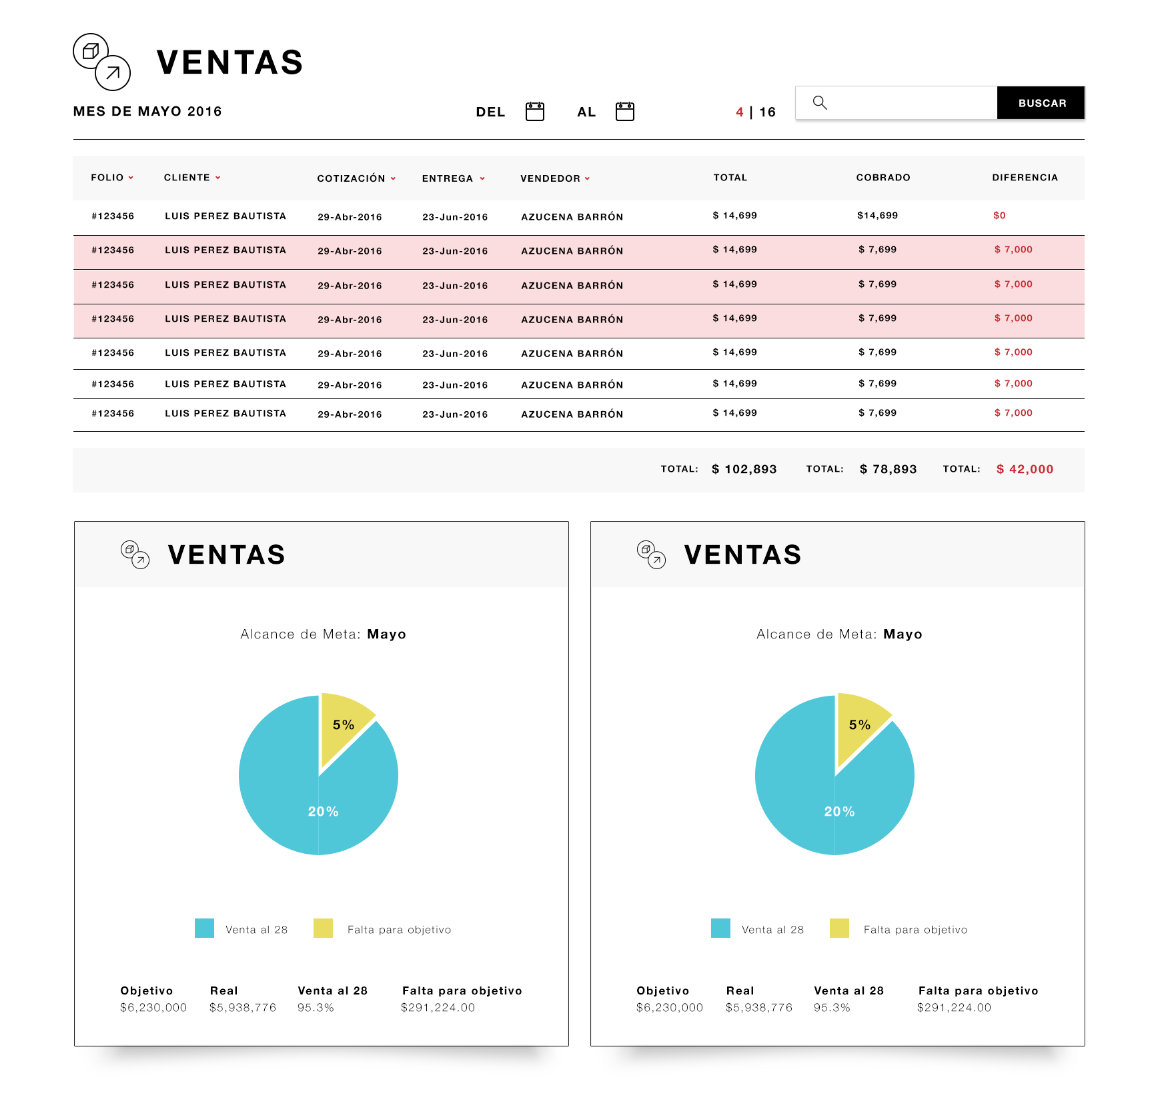 VENTAS
MES DE MAYO 2016 DEL AL 4 | 16 BUSCAR
FOLIO CLIENTE COTIZACIÓN ENTREGA VENDEDOR TOTAL COBRADO DIFERENCIA
#123456 LUIS PEREZ BAUTISTA 29-Abr-2016 23-Jun-2016 AZUCENA BARRÓN $ 14,699 $14,699 $0
#123456 LUIS PEREZ BAUTISTA 29-Abr-2016 23-Jun-2016 AZUCENA BARRÓN $ 14,699 $ 7,699 $ 7,000
#123456 LUIS PEREZ BAUTISTA 29-Abr-2016 23-Jun-2016 AZUCENA BARRÓN $ 14,699 $ 7,699 $ 7,000
#123456 LUIS PEREZ BAUTISTA 29-Abr-2016 23-Jun-2016 AZUCENA BARRÓN $ 14,699 $ 7,699 $ 7,000
#123456 LUIS PEREZ BAUTISTA 29-Abr-2016 23-Jun-2016 AZUCENA BARRÓN $ 14,699 $ 7,699 $ 7,000
#123456 LUIS PEREZ BAUTISTA 29-Abr-2016 23-Jun-2016 AZUCENA BARRÓN $ 14,699 $ 7,699 $ 7,000
#123456 LUIS PEREZ BAUTISTA 29-Abr-2016 23-Jun-2016 AZUCENA BARRÓN $ 14,699 $ 7,699 $ 7,000
TOTAL: $ 102,893 TOTAL: $ 78,893 TOTAL: $ 42,000
VENTAS
Alcance de Meta: Mayo
5%
20%
Venta al 28 Falta para objetivo
Objetivo Real Venta al 28 Falta para objetivo
$6,230,000 $5,938,776 95.3% $291,224.00
VENTAS
Alcance de Meta: Mayo
5%
20%
Venta al 28 Falta para objetivo
Objetivo Real Venta al 28 Falta para objetivo
$6,230,000 $5,938,776 95.3% $291,224.00